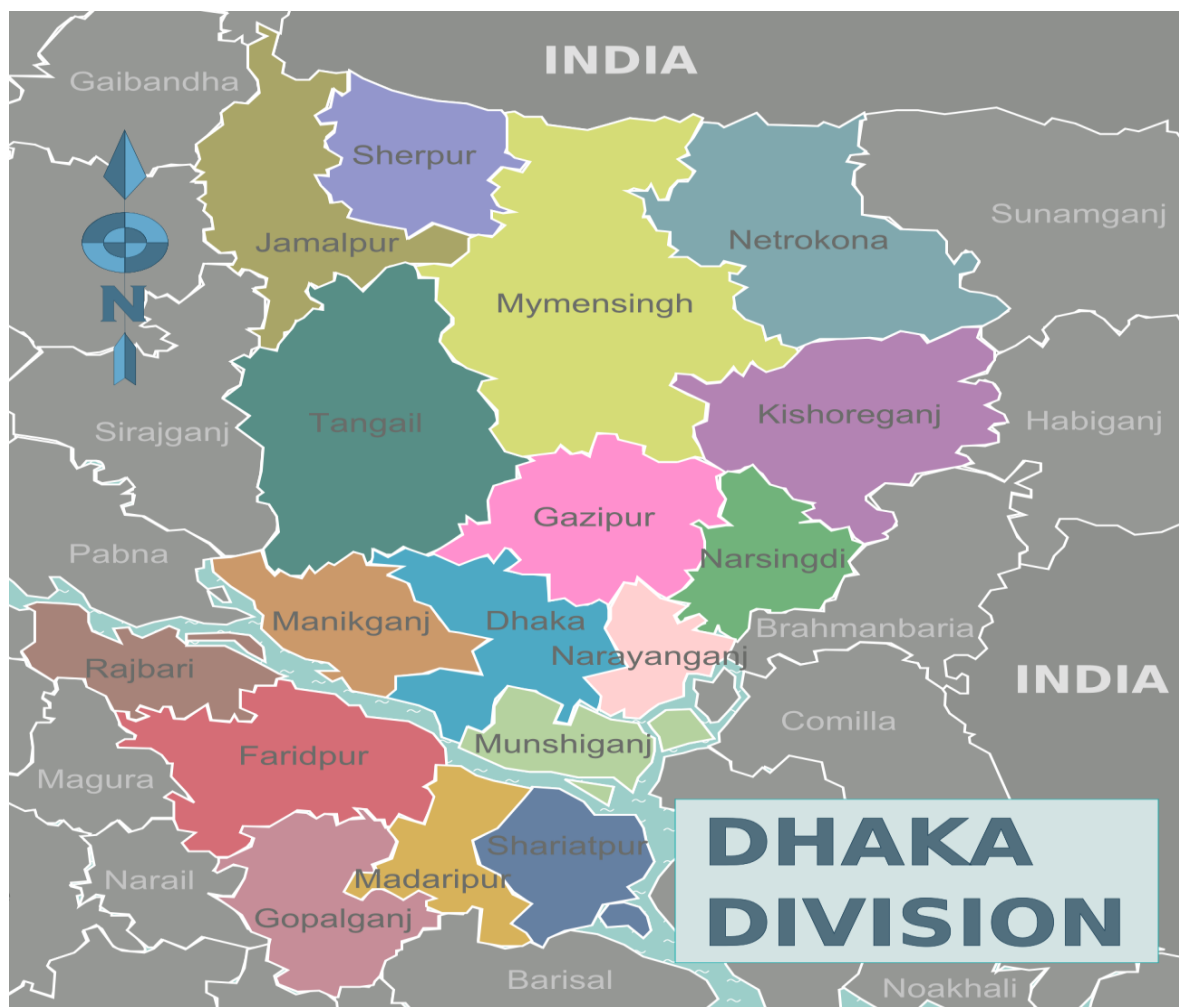 INDIA
Gaibandha
Sherpur
Sunamganj
Jamalpur
Netrokona
N
Mymensingh
Tangail
Kishoreganj
Habiganj
Sirajganj
Gazipur
Pabna
Narsingdi
Manikganj
Dhaka
Brahmanbaria
Narayanganj
Rajbari
INDIA
Comilla
Munshiganj
Faridpur
Magura
DHAKA
DIVISION
Shariatpur
Narail
Madaripur
Gopalganj
Barisal
Noakhali